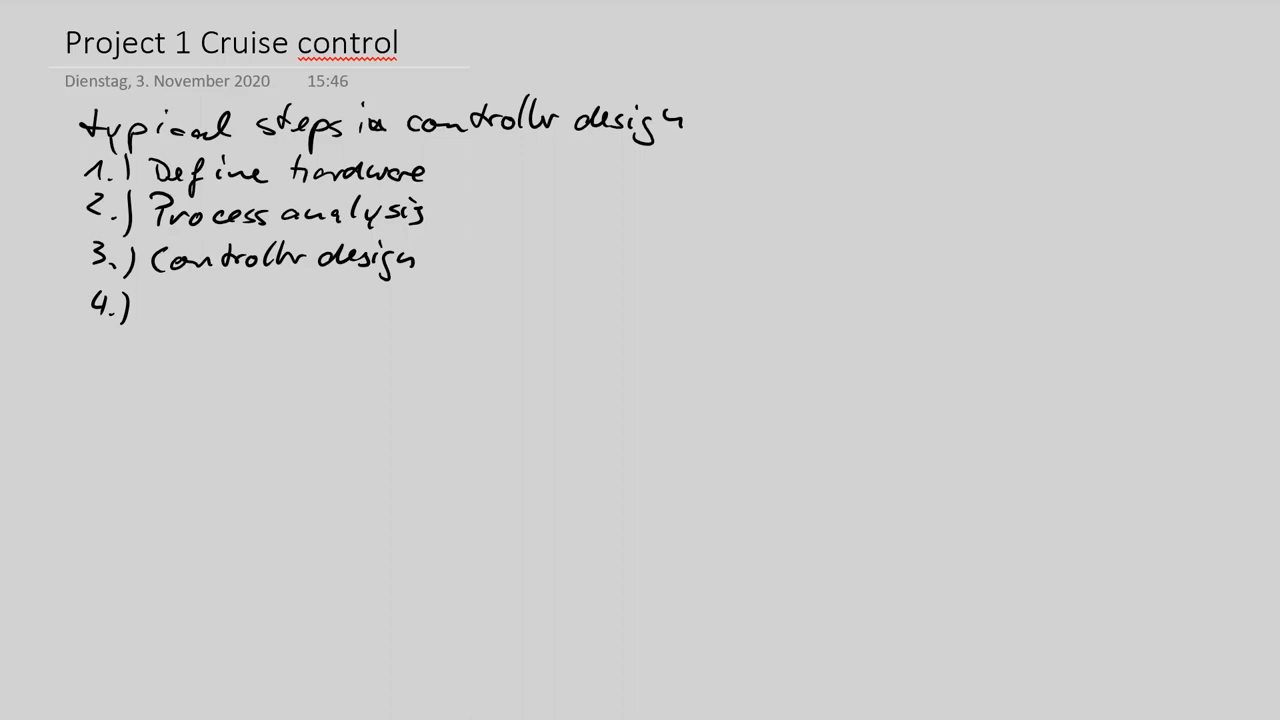 Project 1 Cruise control
Dienstag, 3. November 2020 15:46
typical steps in controller design
1.) Define hardware
2.) Process analysis
3.) Controller design
4.)